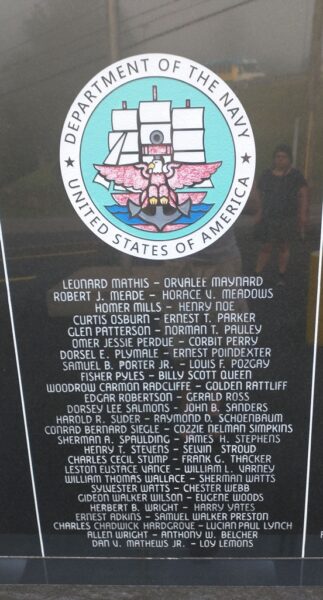 DEPARTMENT OF THE NAVY
★ UNITED STATES OF AMERICA ★
LEONARD MATHIS – ORVALEE MAYNARD
ROBERT J. MEADE – HORACE V. MEADOWS
HOMER MILLS – HENRY NOE
CURTIS OSBURN – ERNEST T. PARKER
GLEN PATTERSON – NORMAN T. PAULEY
OMER JESSIE PERDUE – CORBIT PERRY
DORSEL E. PLYMALE – ERNEST POINDEXTER
SAMUEL B. PORTER JR. – LOUIS F. POZGAY
FISHER PYLES – BILLY SCOTT QUEEN
WOODROW CARMON RADCLIFFE – GOLDEN RATTLIFF
EDGAR ROBERTSON – GERALD ROSS
DORSEY LEE SALMONS – JOHN B. SANDERS
HAROLD R. SLIDER – RAYMOND D. SCHOENBAUM
CONRAD BERNARD SIEGLE – COZZIE NELMAN SIMPKINS
SHERMAN A. SPAULDING – JAMES H. STEPHENS
HENRY T. STEVENS – SELVIN STROUD
CHARLES CECIL STUMP – FRANK G. THACKER
LESTON EUSTACE VANCE – WILLIAM L. VARNEY
WILLIAM THOMAS WALLACE – SHERMAN WATTS
SYLVESTER WATTS – CHESTER WEBB
GIDEON WALKER WILSON – EUGENE WOODS
HERBERT B. WRIGHT – HARRY YATES
ERNEST ADKINS – SAMUEL WALKER PRESTON
CHARLES CHADWICK HARDGROVE – LUCIAN PAUL LYNCH
ALLEN WRIGHT – ANTHONY W. BELCHER
DAN V. MATHEWS JR. – LOY LEMONS